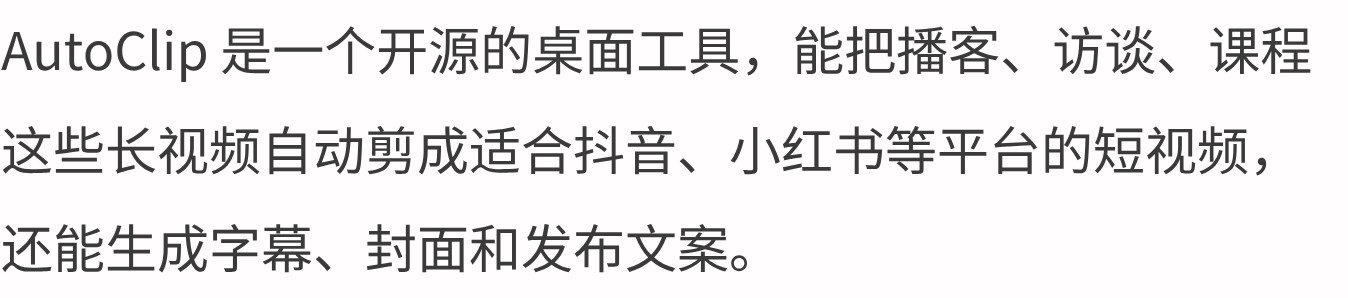 AutoClip 是一个开源的桌面工具，能把播客、访谈、课程
这些长视频自动剪成适合抖音、小红书等平台的短视频，
还能生成字幕、封面和发布文案。